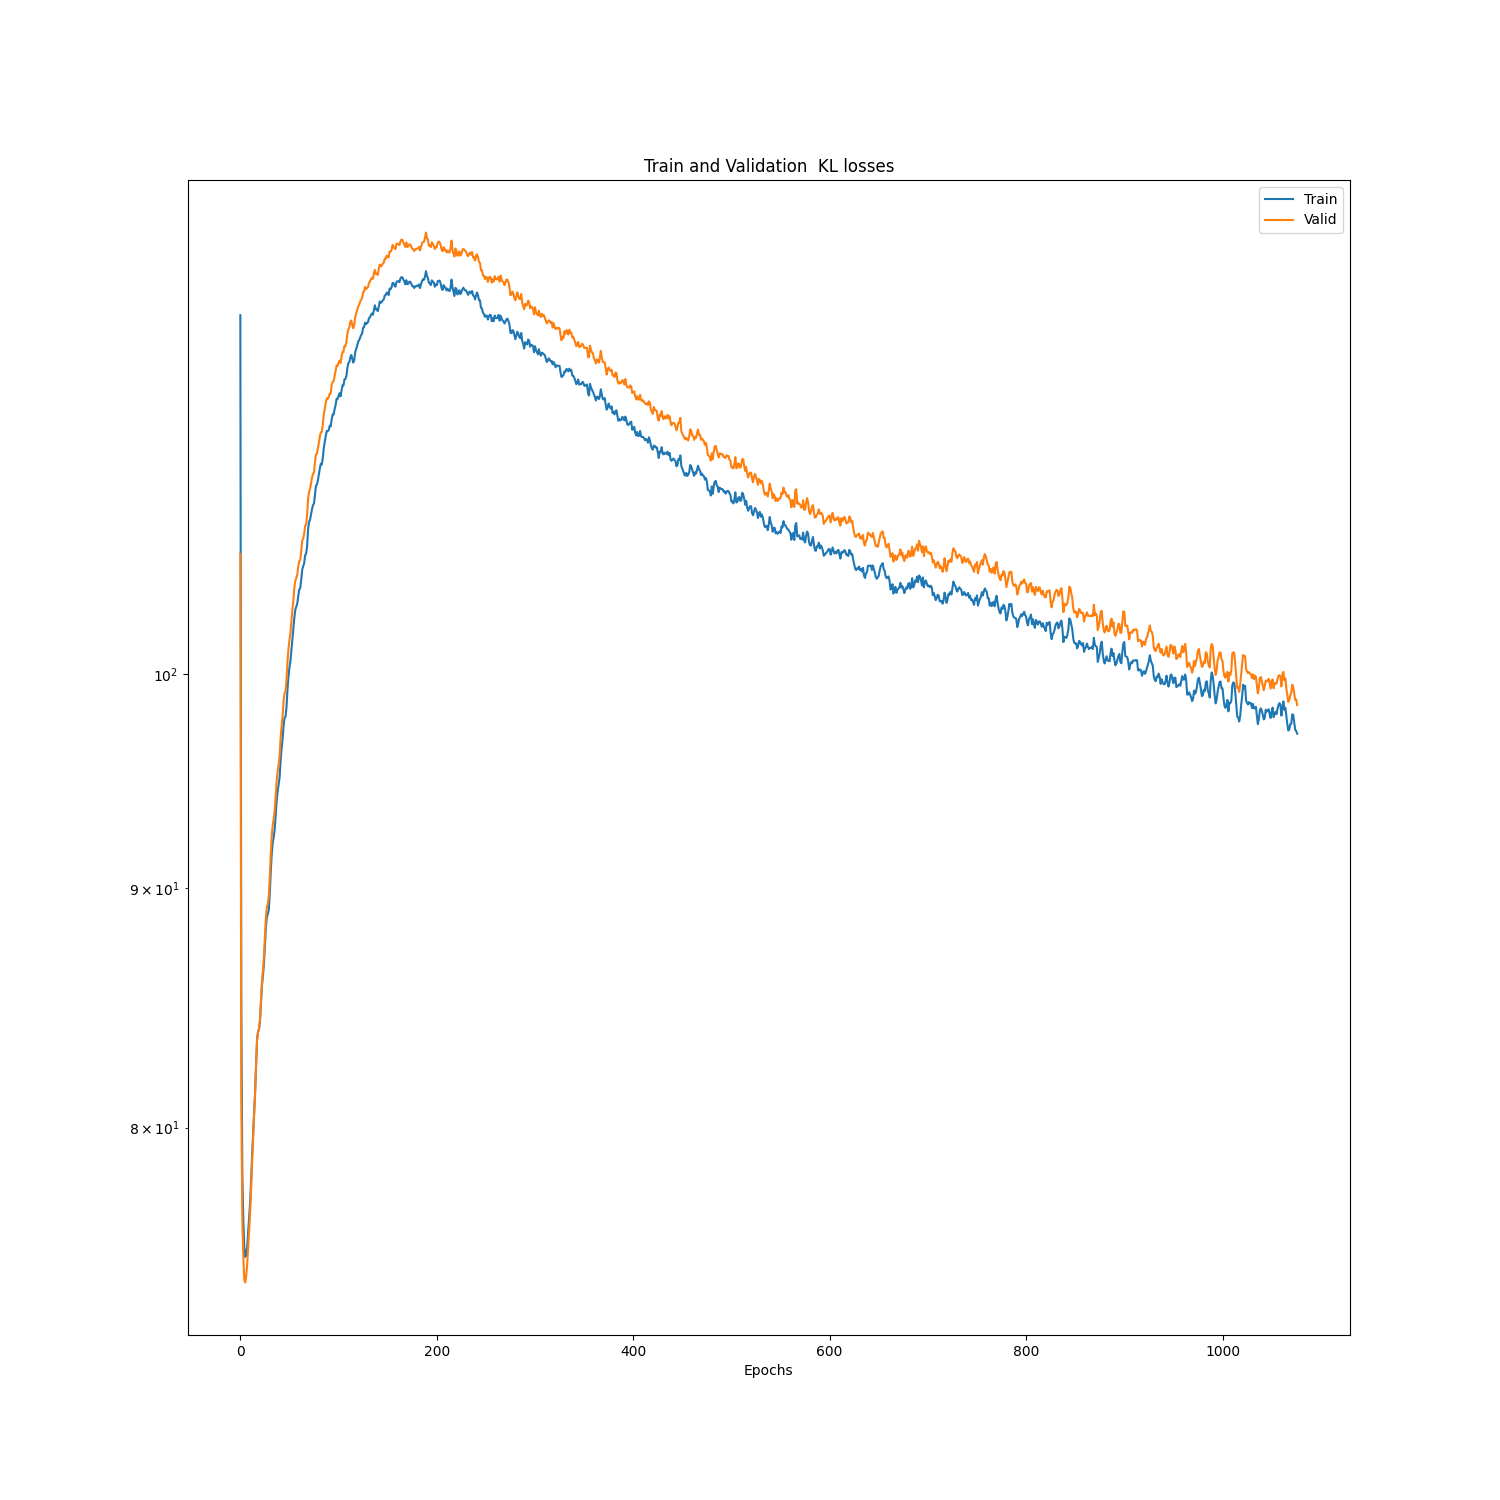 Train and Validation  KL losses
Train
Valid
10²
9 × 10¹
8 × 10¹
0 200 400 600 800 1000
Epochs